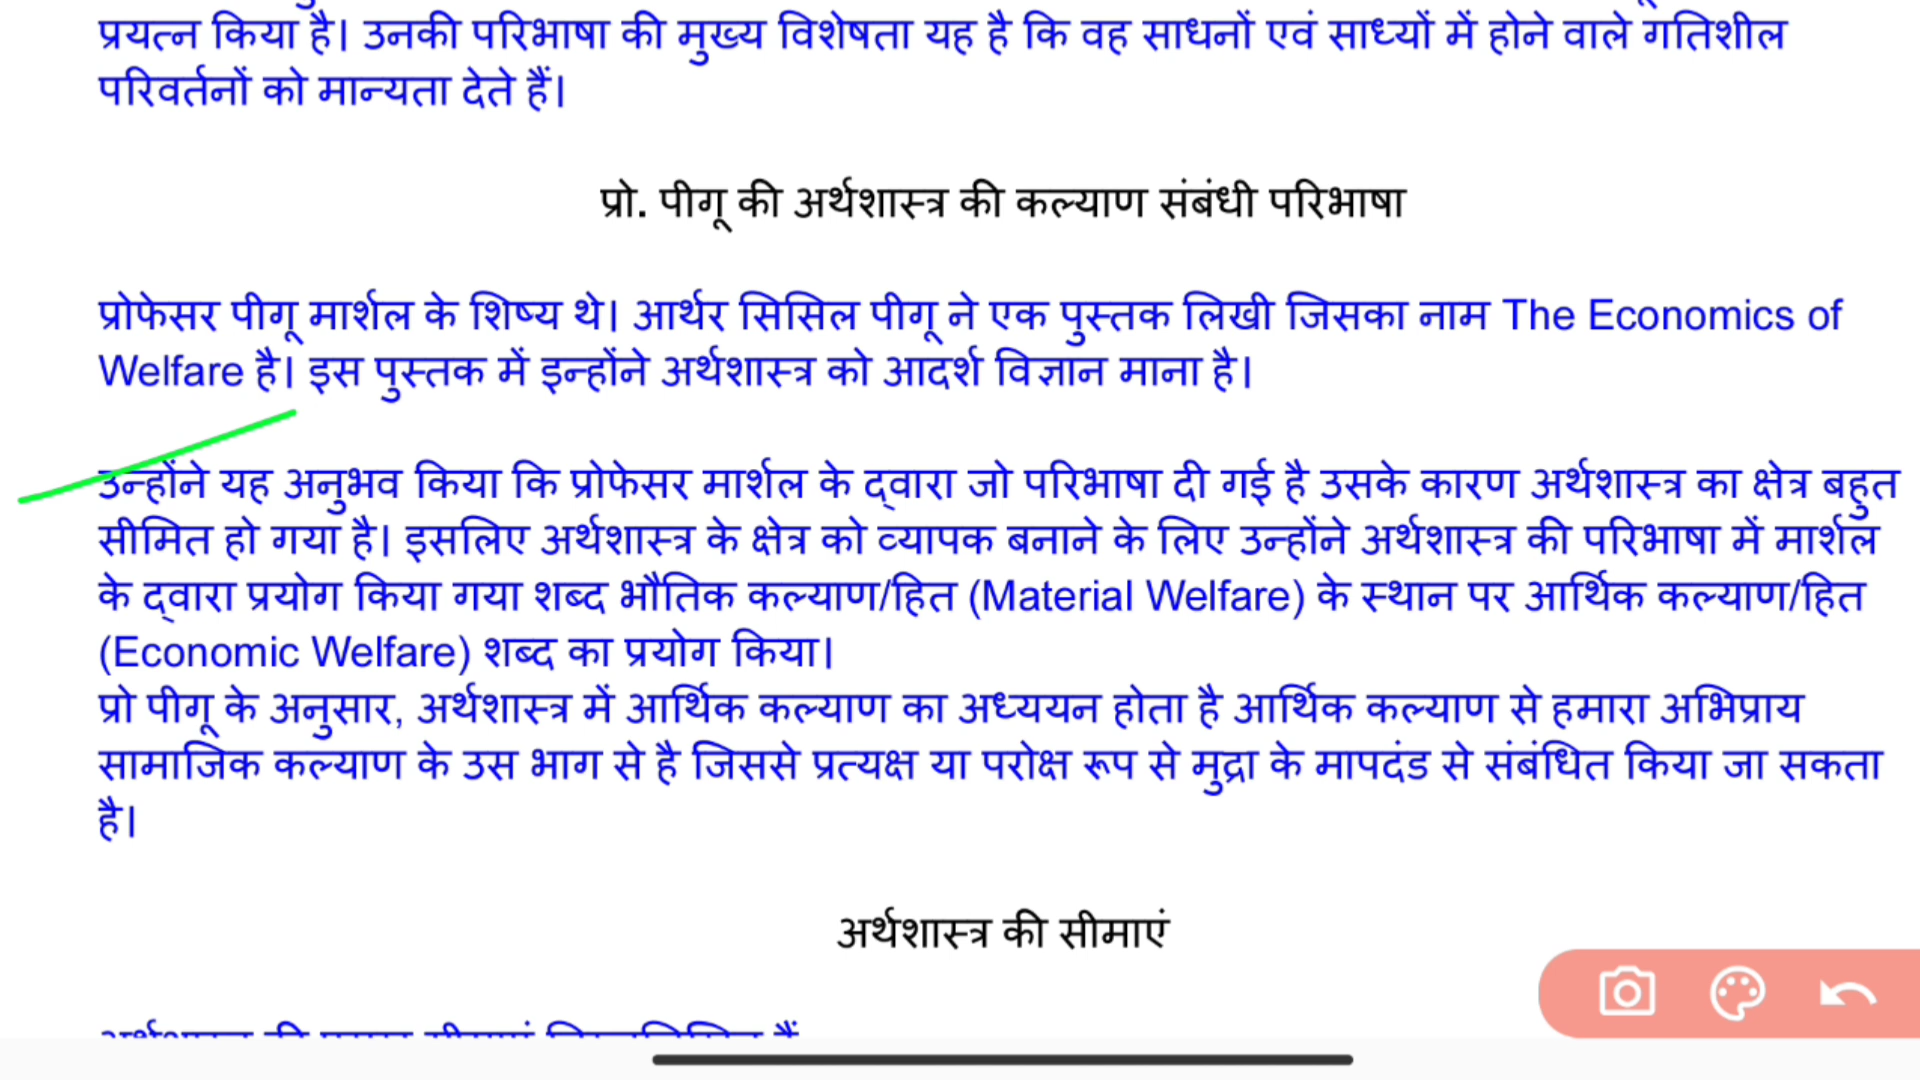 प्रयत्न किया है। उनकी परिभाषा की मुख्य विशेषता यह है कि वह साधनों एवं साध्यों में होने वाले गतिशील
परिवर्तनों को मान्यता देते हैं।
प्रो. पीगू की अर्थशास्त्र की कल्याण संबंधी परिभाषा
प्रोफेसर पीगू मार्शल के शिष्य थे। आर्थर सिसिल पीगू ने एक पुस्तक लिखी जिसका नाम The Economics of
Welfare है। इस पुस्तक में इन्होंने अर्थशास्त्र को आदर्श विज्ञान माना है।
उन्होंने यह अनुभव किया कि प्रोफेसर मार्शल के द्वारा जो परिभाषा दी गई है उसके कारण अर्थशास्त्र का क्षेत्र बहुत
सीमित हो गया है। इसलिए अर्थशास्त्र के क्षेत्र को व्यापक बनाने के लिए उन्होंने अर्थशास्त्र की परिभाषा में मार्शल
के द्वारा प्रयोग किया गया शब्द भौतिक कल्याण/हित (Material Welfare) के स्थान पर आर्थिक कल्याण/हित
(Economic Welfare) शब्द का प्रयोग किया।
प्रो पीगू के अनुसार, अर्थशास्त्र में आर्थिक कल्याण का अध्ययन होता है आर्थिक कल्याण से हमारा अभिप्राय
सामाजिक कल्याण के उस भाग से है जिससे प्रत्यक्ष या परोक्ष रूप से मुद्रा के मापदंड से संबंधित किया जा सकता
है।
अर्थशास्त्र की सीमाएं